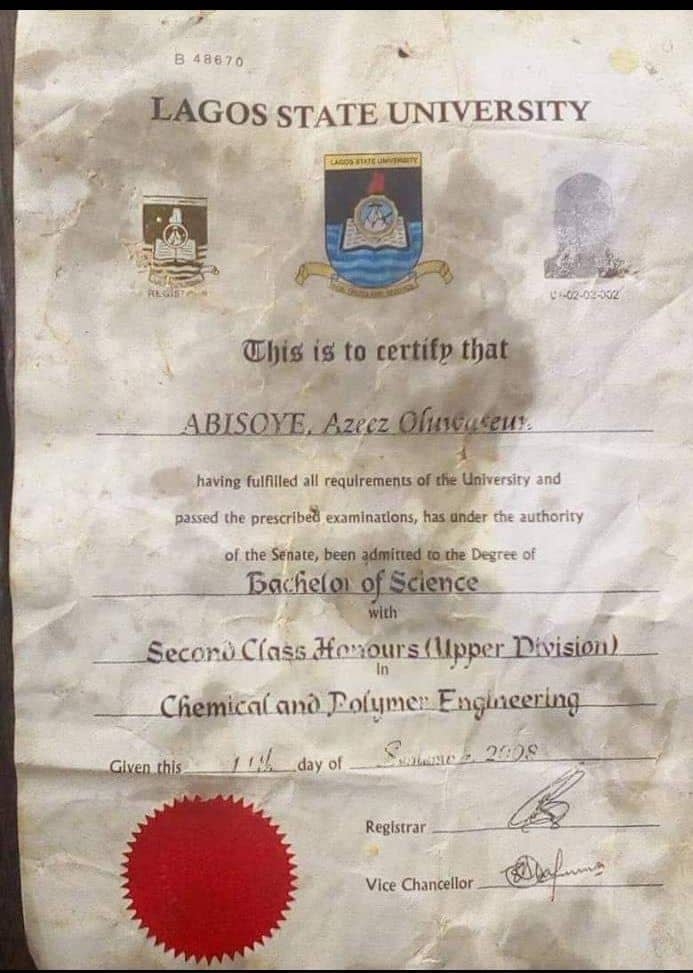 B 48670
LAGOS STATE UNIVERSITY
LAGOS STATE UNIVERSITY
This is to certify that
ABISOYE, Azeez Oluwaseun
having fulfilled all requirements of the University and
passed the prescribed examinations, has under the authority
of the Senate, been admitted to the Degree of
Bachelor of Science
with
Second Class Honours (Upper Division)
In
Chemical and Polymer Engineering
Given this 11th day of 2008
Registrar
Vice Chancellor